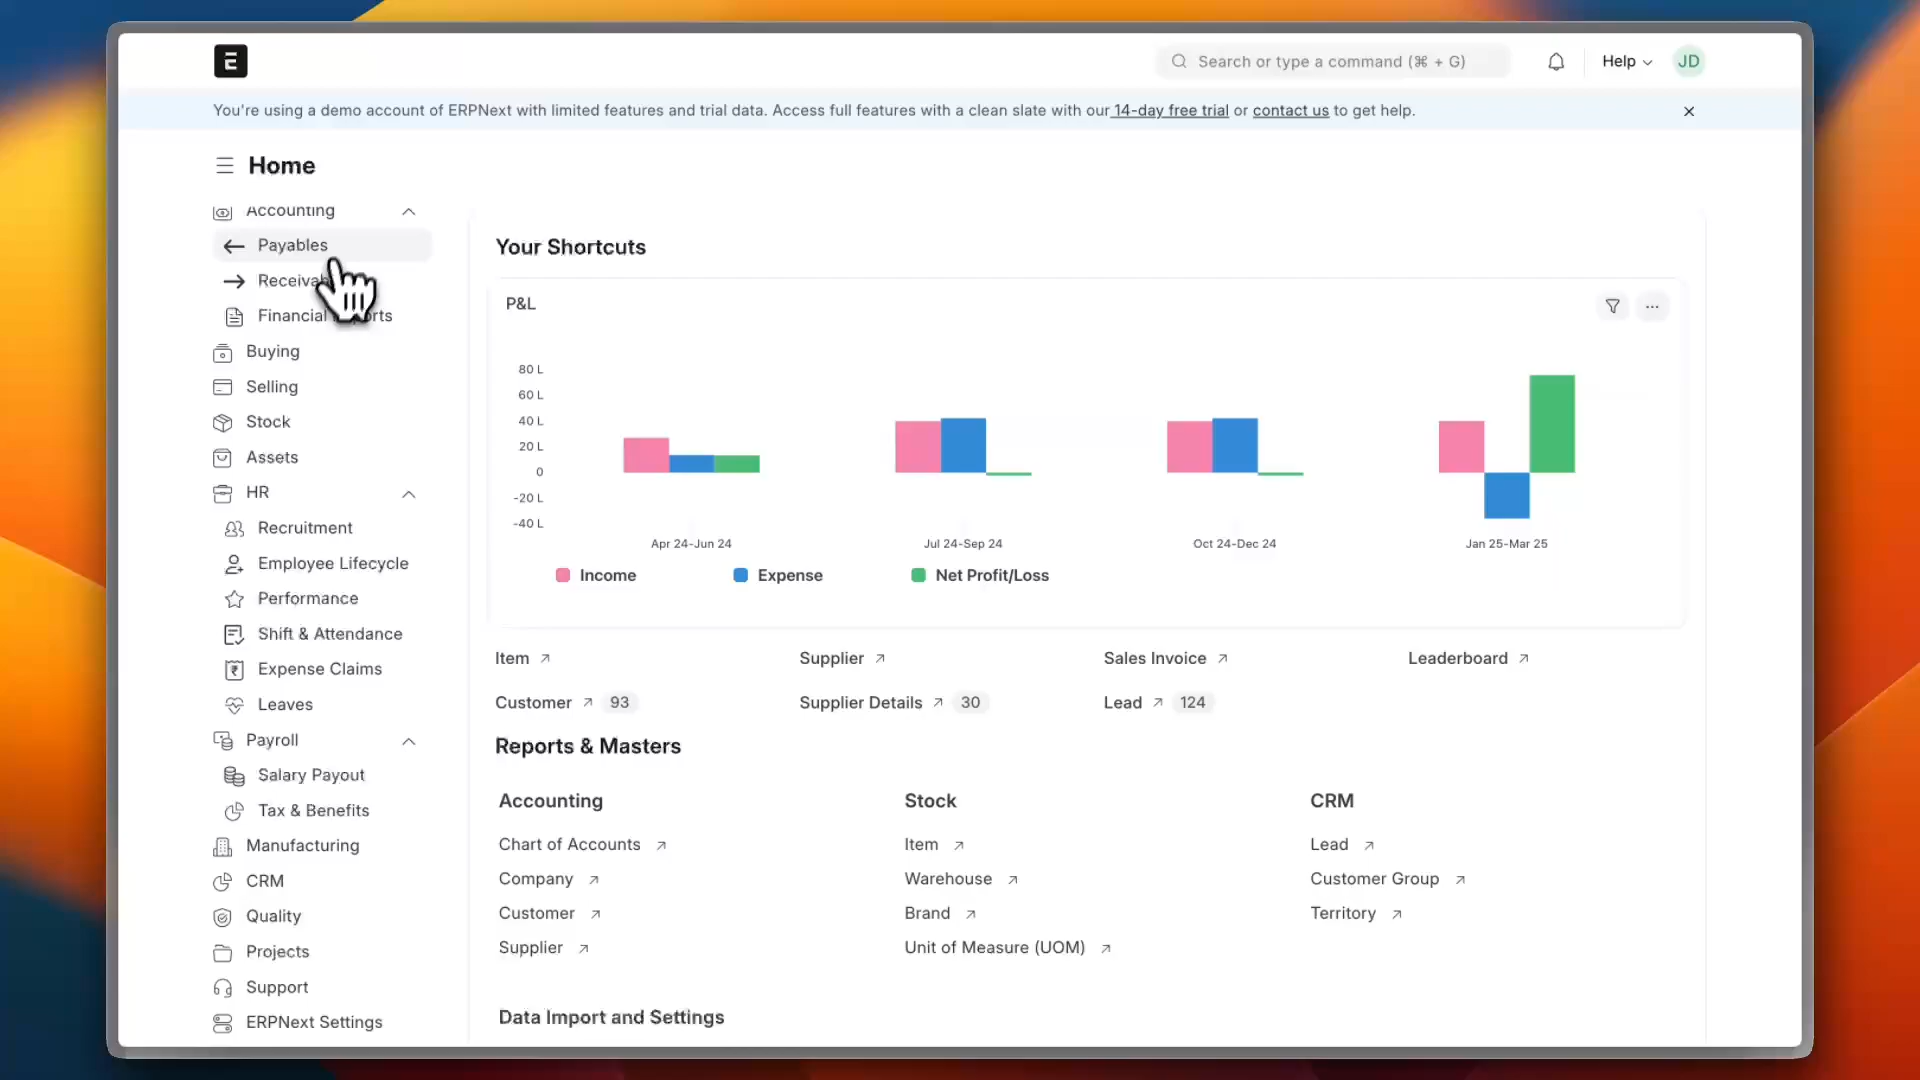 E
Search or type a command (⌘ + G)
Help
JD
You're using a demo account of ERPNext with limited features and trial data. Access full features with a clean slate with our 14-day free trial or contact us to get help.
Home
Accounting
Payables
Financial
Buying
Selling
Stock
Assets
HR
Recruitment
Employee Lifecycle
Performance
Shift & Attendance
Expense Claims
Leaves
Payroll
Salary Payout
Tax & Benefits
Manufacturing
CRM
Quality
Projects
Support
ERPNext Settings
Your Shortcuts
P&L
80 L
60 L
40 L
20 L
0
-20 L
-40 L
Apr 24-Jun 24
Jul 24-Sep 24
Oct 24-Dec 24
Jan 25-Mar 25
Income
Expense
Net Profit/Loss
Item
Supplier
Sales Invoice
Leaderboard
Customer 93
Supplier Details 30
Lead 124
Reports & Masters
Accounting
Chart of Accounts
Company
Customer
Supplier
Stock
Item
Warehouse
Brand
Unit of Measure (UOM)
CRM
Lead
Customer Group
Territory
Data Import and Settings